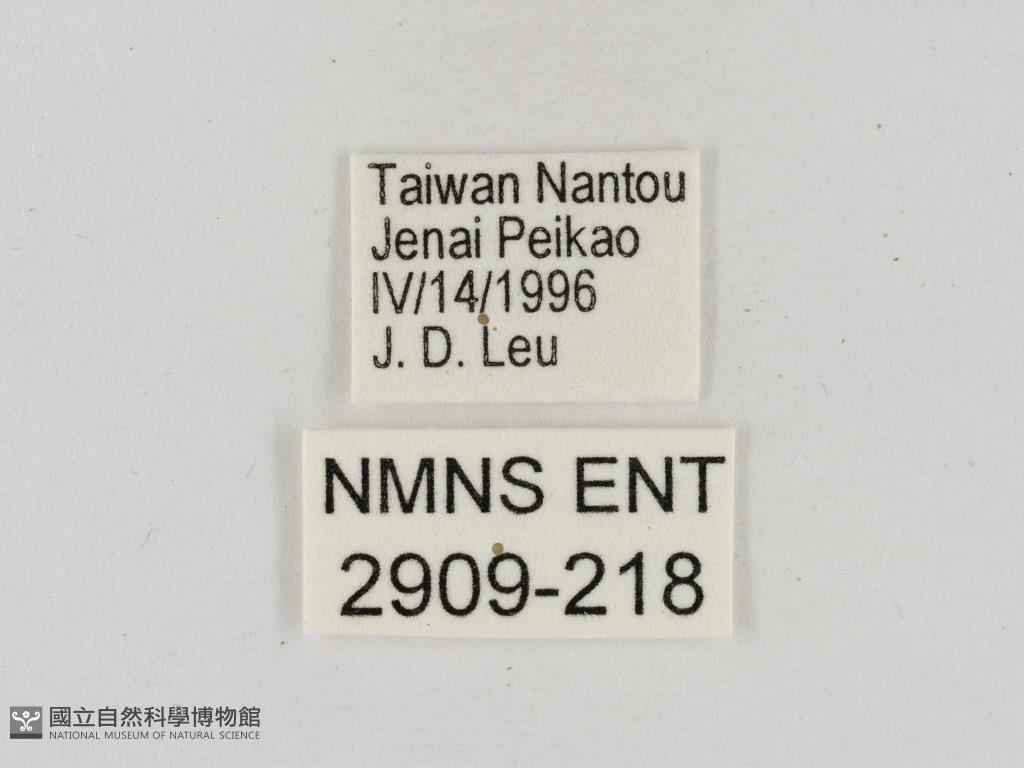 Taiwan Nantou
Jenai Peikao
IV/14/1996
J. D. Leu
NMNS ENT
2909-218
國立自然科學博物館
NATIONAL MUSEUM OF NATURAL SCIENCE